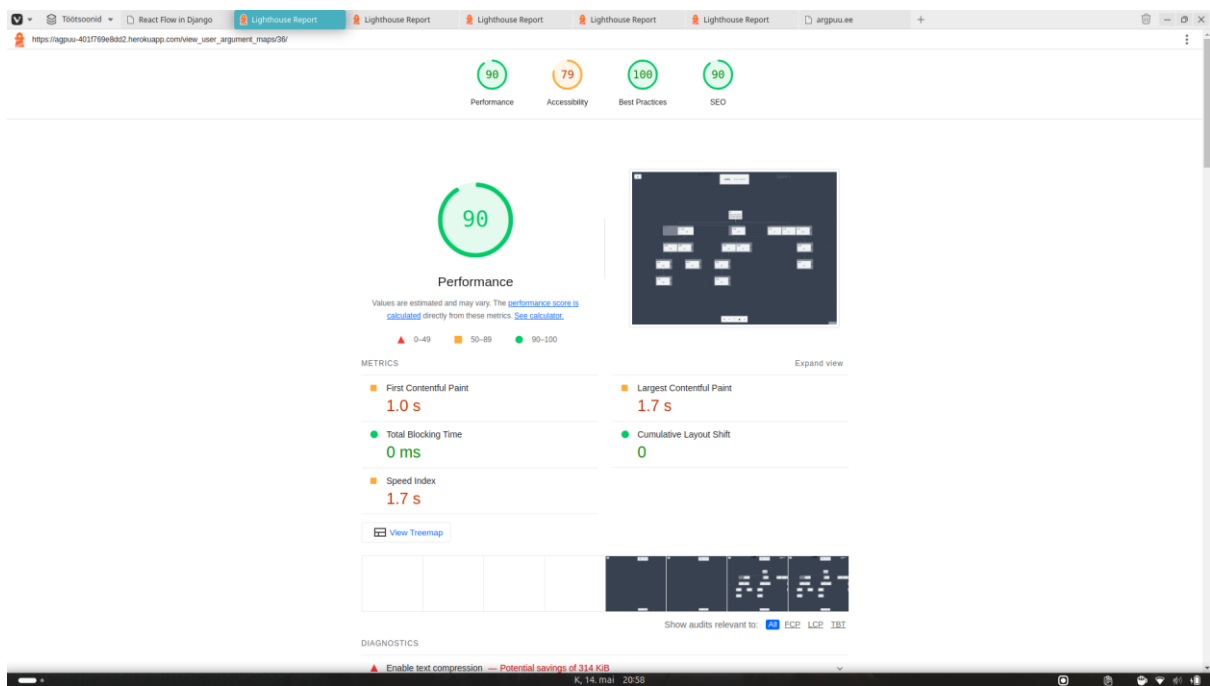 Töötsoonid
React Flow in Django
Lighthouse Report
Lighthouse Report
Lighthouse Report
Lighthouse Report
Lighthouse Report
argpuu.ee
https://agpuu-401f769e8dd2.herokuapp.com/view_user_argument_maps/36/
90 79 100 90
Performance Accessibility Best Practices SEO
90
Performance
Values are estimated and may vary. The performance score is
calculated directly from these metrics. See calculator.
0–49 50–89 90–100
METRICS Expand view
First Contentful Paint
1.0 s
Largest Contentful Paint
1.7 s
Total Blocking Time
0 ms
Cumulative Layout Shift
0
Speed Index
1.7 s
View Treemap
Show audits relevant to: All FCP LCP TBT
DIAGNOSTICS
Enable text compression — Potential savings of 314 KiB
K, 14. mai 20:58